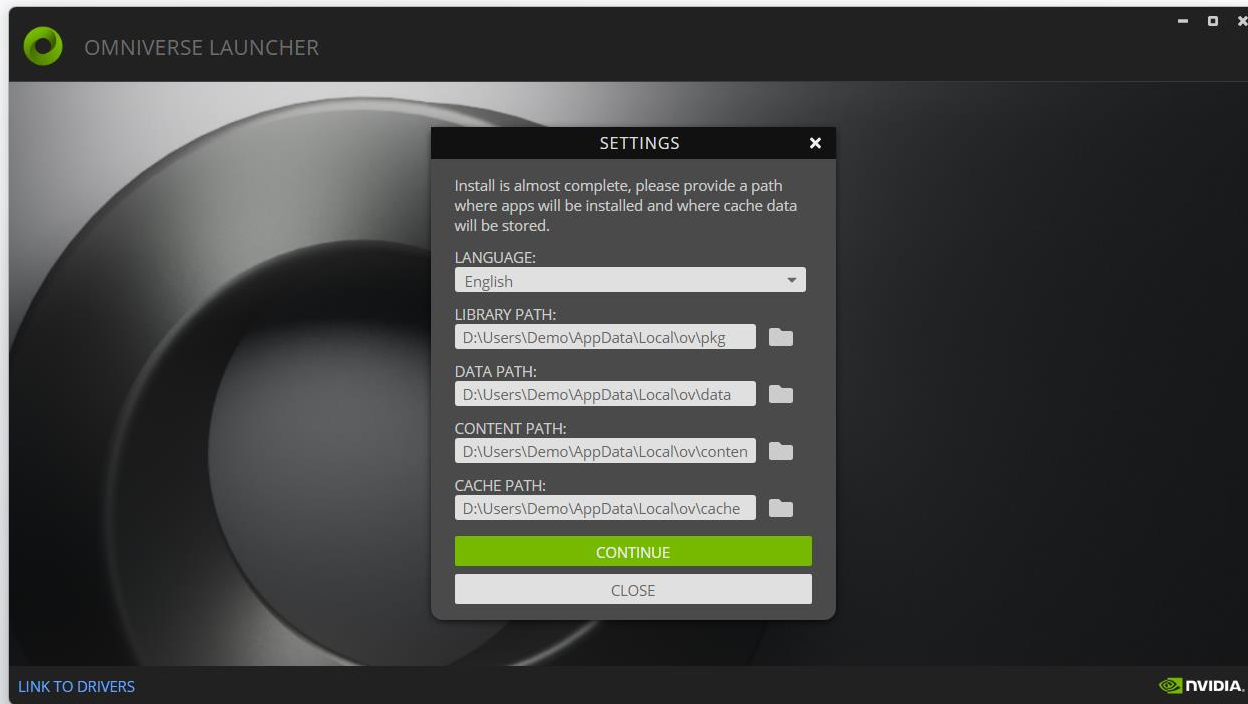 OMNIVERSE LAUNCHER
SETTINGS
Install is almost complete, please provide a path
where apps will be installed and where cache data
will be stored.
LANGUAGE:
English
LIBRARY PATH:
D:\Users\Demo\AppData\Local\ov\pkg
DATA PATH:
D:\Users\Demo\AppData\Local\ov\data
CONTENT PATH:
D:\Users\Demo\AppData\Local\ov\conten
CACHE PATH:
D:\Users\Demo\AppData\Local\ov\cache
CONTINUE
CLOSE
LINK TO DRIVERS
NVIDIA.